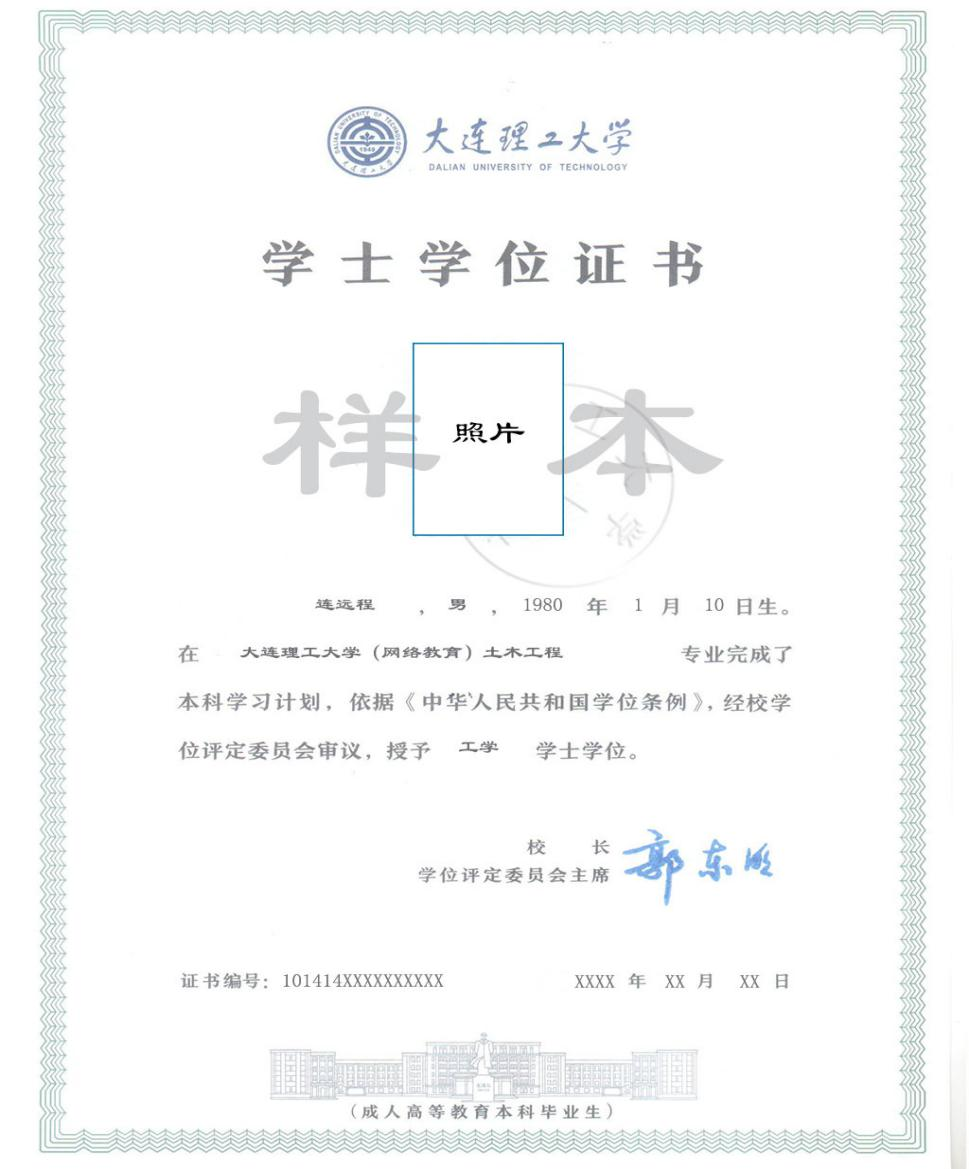 大连理工大学
DALIAN UNIVERSITY OF TECHNOLOGY
学士学位证书
样本
照片
连远程 ，男，1980 年 1 月 10 日生。
在 大连理工大学（网络教育）土木工程 专业完成了
本科学习计划，依据《中华人民共和国学位条例》，经校学
位评定委员会审议，授予 工学 学士学位。
校 长
学位评定委员会主席 郭东明
证书编号：101414XXXXXXXXXX XXXX 年 XX 月 XX 日
（成人高等教育本科毕业生）